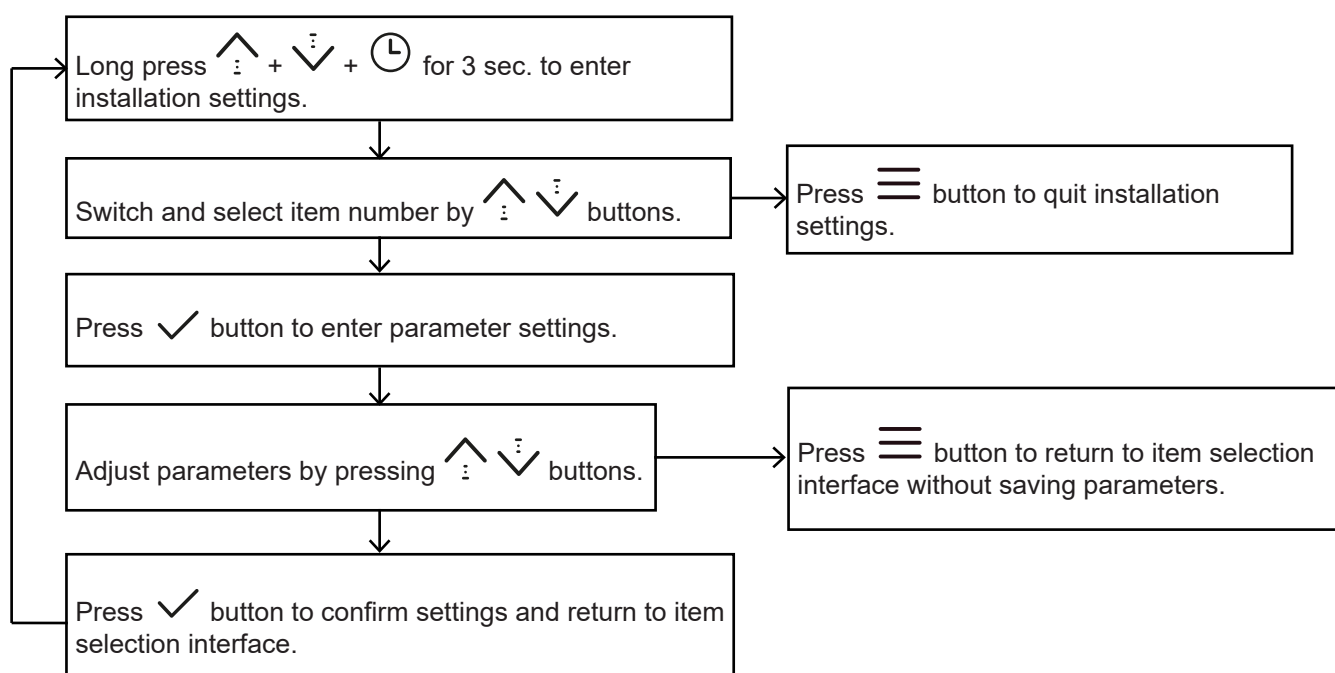 Long press + + for 3 sec. to enter
installation settings.
Switch and select item number by buttons.
Press button to quit installation
settings.
Press button to enter parameter settings.
Adjust parameters by pressing buttons.
Press button to return to item selection
interface without saving parameters.
Press button to confirm settings and return to item
selection interface.